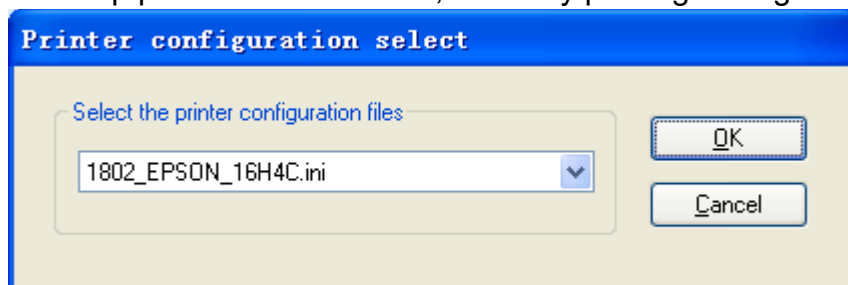 Printer configuration select
Select the printer configuration files
1802_EPSON_16H4C.ini
OK
Cancel